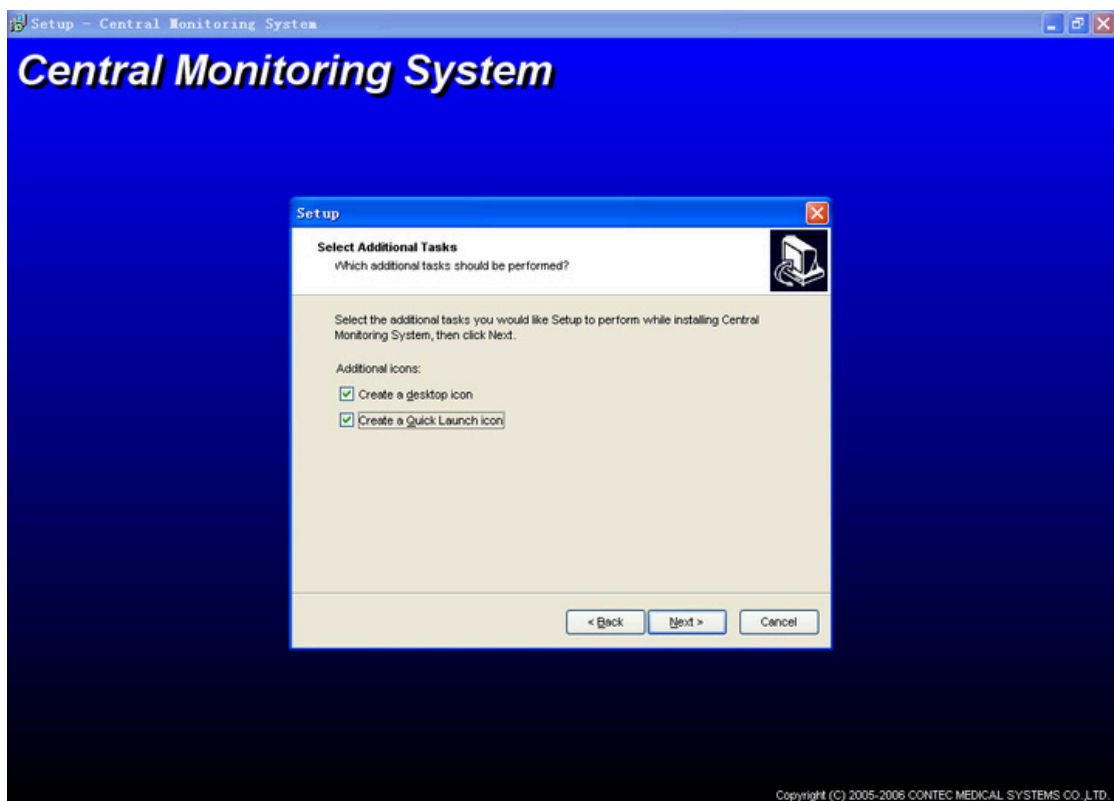 Setup - Central Monitoring System
Central Monitoring System
Setup
Select Additional Tasks
Which additional tasks should be performed?
Select the additional tasks you would like Setup to perform while installing Central
Monitoring System, then click Next.
Additional icons:
Create a desktop icon
Create a Quick Launch icon
< Back
Next >
Cancel
Copyright (C) 2005-2006 CONTEC MEDICAL SYSTEMS CO.,LTD.